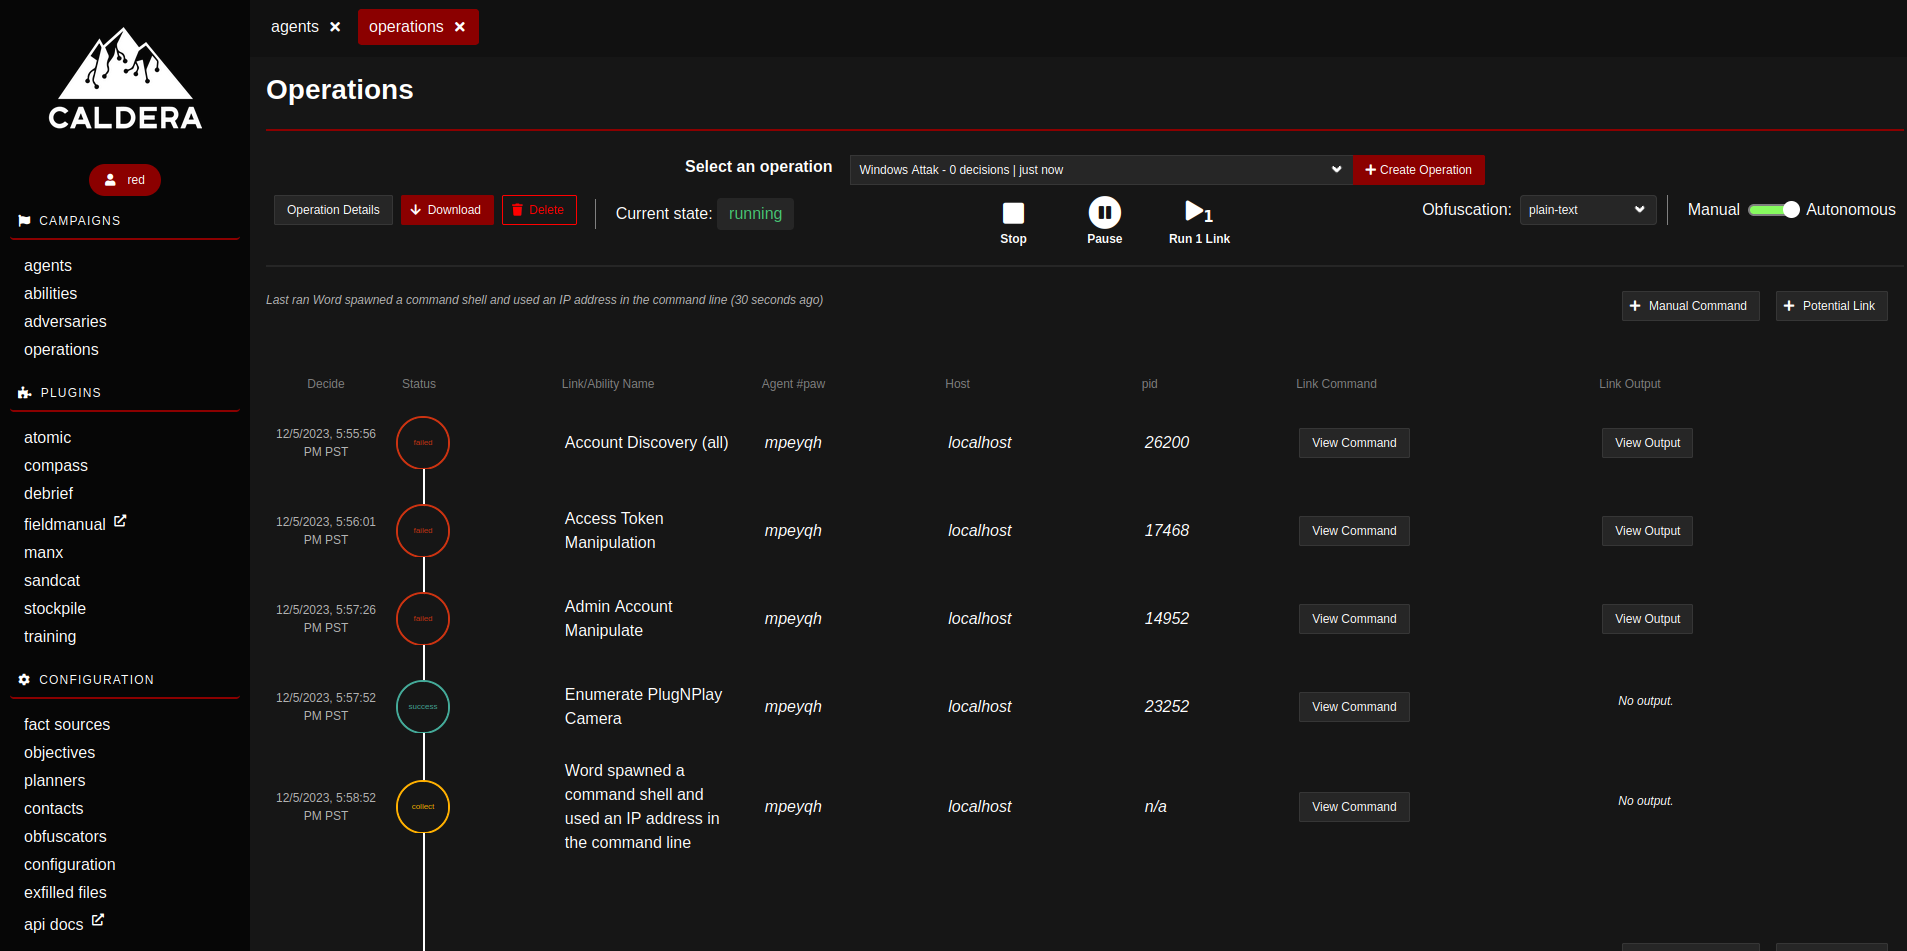 agents
operations
CALDERA
red
CAMPAIGNS
agents
abilities
adversaries
operations
PLUGINS
atomic
compass
debrief
fieldmanual
manx
sandcat
stockpile
training
CONFIGURATION
fact sources
objectives
planners
contacts
obfuscators
configuration
exfilled files
api docs
Operations
Select an operation
Windows Attak - 0 decisions | just now
Create Operation
Operation Details
Download
Delete
Current state: running
Stop
Pause
1
Run 1 Link
Obfuscation: plain-text
Manual
Autonomous
Last ran Word spawned a command shell and used an IP address in the command line (30 seconds ago)
Manual Command
Potential Link
Decide Status Link/Ability Name Agent #paw Host pid Link Command Link Output
12/5/2023, 5:55:56
PM PST
failed
Account Discovery (all)
mpeyqh
localhost
26200
View Command
View Output
12/5/2023, 5:56:01
PM PST
failed
Access Token
Manipulation
mpeyqh
localhost
17468
View Command
View Output
12/5/2023, 5:57:26
PM PST
failed
Admin Account
Manipulate
mpeyqh
localhost
14952
View Command
View Output
12/5/2023, 5:57:52
PM PST
success
Enumerate PlugNPlay
Camera
mpeyqh
localhost
23252
View Command
No output.
12/5/2023, 5:58:52
PM PST
collect
Word spawned a
command shell and
used an IP address in
the command line
mpeyqh
localhost
n/a
View Command
No output.